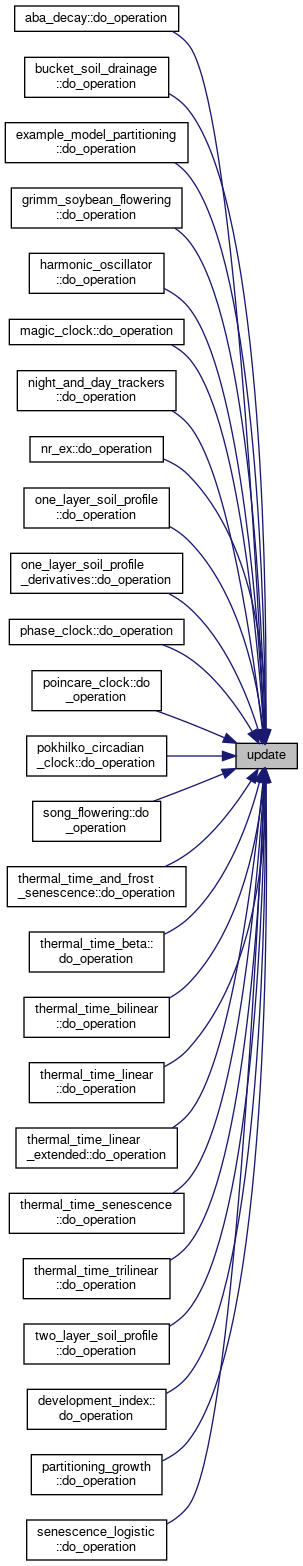 aba_decay::do_operation
bucket_soil_drainage
::do_operation
example_model_partitioning
::do_operation
grimm_soybean_flowering
::do_operation
harmonic_oscillator
::do_operation
magic_clock::do_operation
night_and_day_trackers
::do_operation
nr_ex::do_operation
one_layer_soil_profile
::do_operation
one_layer_soil_profile
_derivatives::do_operation
phase_clock::do_operation
poincare_clock::do
_operation
update
pokhilko_circadian
_clock::do_operation
song_flowering::do
_operation
thermal_time_and_frost
_senescence::do_operation
thermal_time_beta::
do_operation
thermal_time_bilinear
::do_operation
thermal_time_linear
::do_operation
thermal_time_linear
_extended::do_operation
thermal_time_senescence
::do_operation
thermal_time_trilinear
::do_operation
two_layer_soil_profile
::do_operation
development_index::
do_operation
partitioning_growth
::do_operation
senescence_logistic
::do_operation